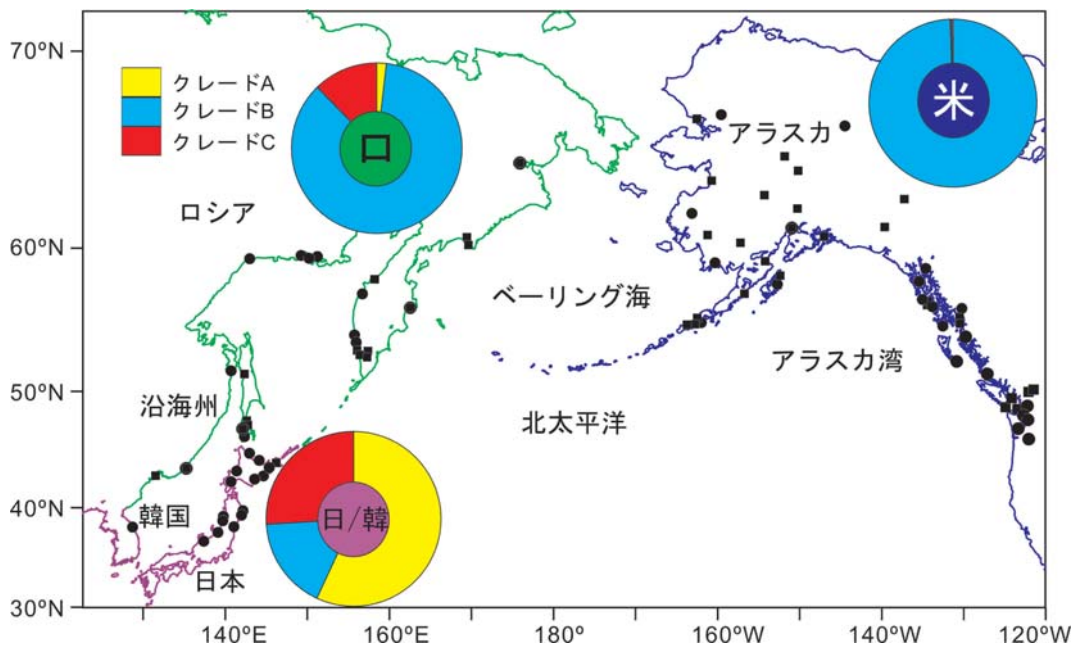 70ºN
クレードA
クレードB
クレードC
ロ
米
アラスカ
ロシア
60ºN
ベーリング海
アラスカ湾
50ºN
沿海州
北太平洋
40ºN
韓国
日/韓
日本
30ºN
140ºE
160ºE
180º
160ºW
140ºW
120ºW